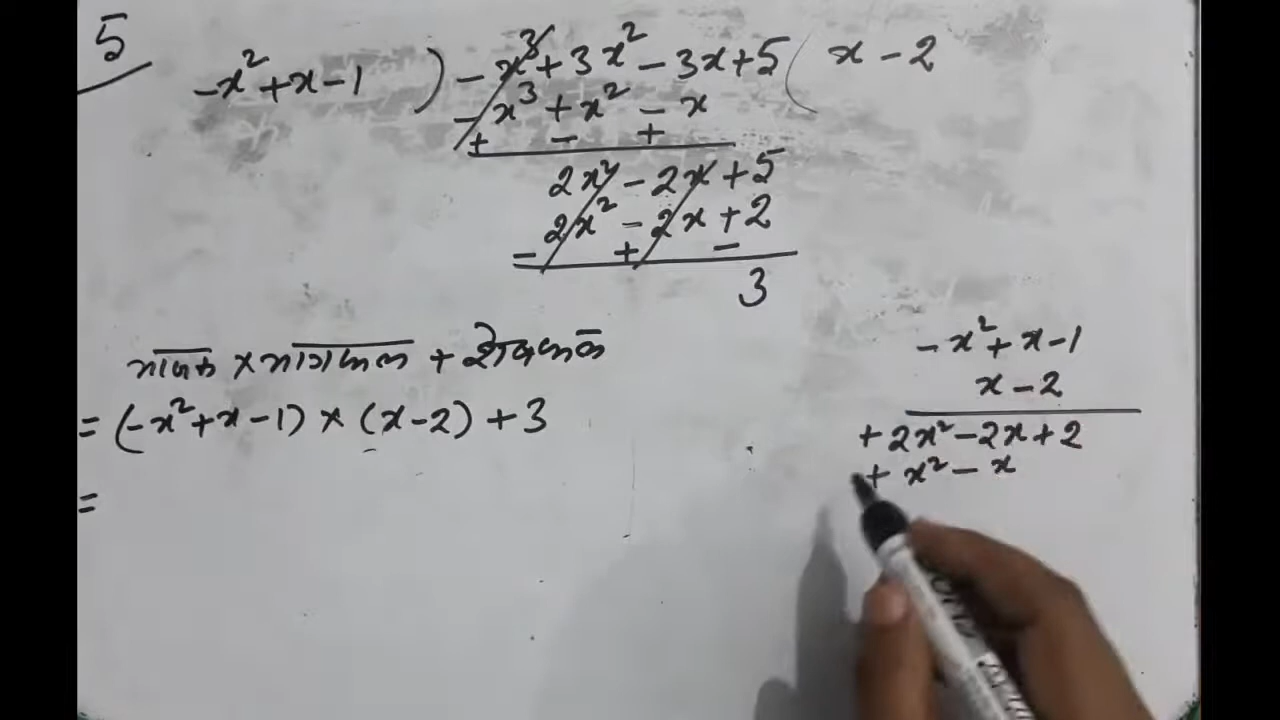 5
-x² + x - 1 ) - x³ + 3x² - 3x + 5 ( x - 2
- x³ + x² - x
+ - +
2x² - 2x + 5
2x² - 2x + 2
- + -
3
ভাজক × ভাগফল +
= (-x² + x - 1) × (x - 2) + 3
=
- x² + x - 1
x - 2
+ 2x² - 2x + 2
+ x² - x